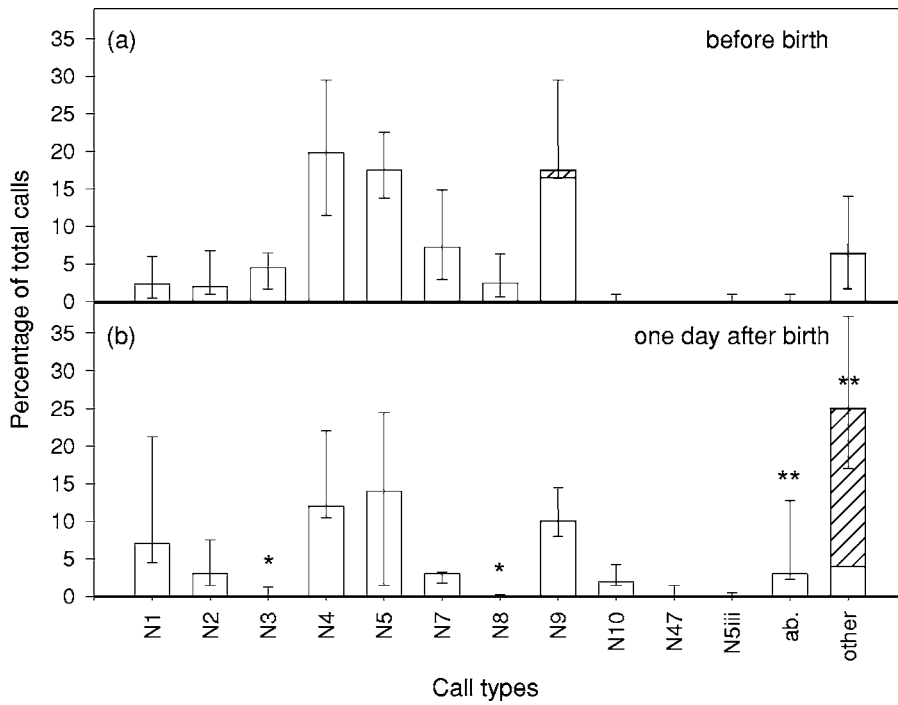 Percentage of total calls
(a)
before birth
35
30
25
20
15
10
5
0
(b)
one day after birth
35
30
25
20
15
10
5
0
*
*
**
**
N1
N2
N3
N4
N5
N7
N8
N9
N10
N47
N5iii
ab.
other
Call types